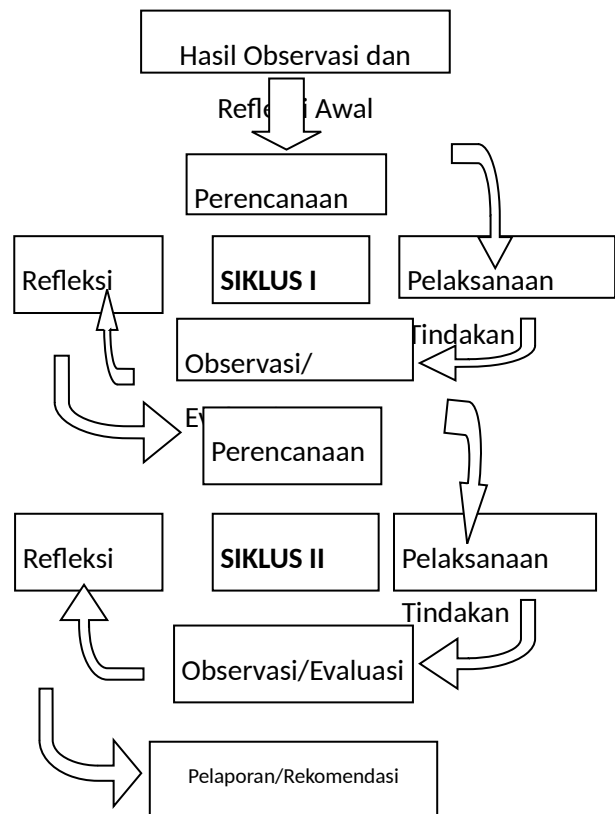 Hasil Observasi dan
Refle i Awal
Perencanaan
Refleksi
SIKLUS I
Pelaksanaan
Tindakan
Observasi/
Perencanaan
Refleksi
SIKLUS II
Pelaksanaan
Tindakan
Observasi/Evaluasi
Pelaporan/Rekomendasi